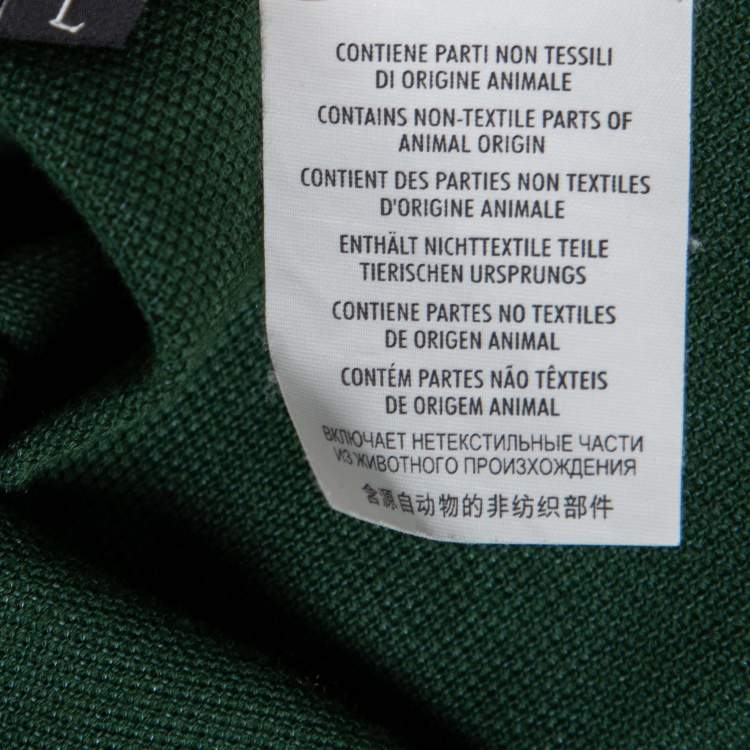 L
CONTIENE PARTI NON TESSILI
DI ORIGINE ANIMALE
CONTAINS NON-TEXTILE PARTS OF
ANIMAL ORIGIN
CONTIENT DES PARTIES NON TEXTILES
D'ORIGINE ANIMALE
ENTHÄLT NICHTTEXTILE TEILE
TIERISCHEN URSPRUNGS
CONTIENE PARTES NO TEXTILES
DE ORIGEN ANIMAL
CONTÉM PARTES NÃO TÊXTEIS
DE ORIGEM ANIMAL
ВКЛЮЧАЕТ НЕТЕКСТИЛЬНЫЕ ЧАСТИ
ИЗ ЖИВОТНОГО ПРОИЗХОЖДЕНИЯ
含源自动物的非纺织部件